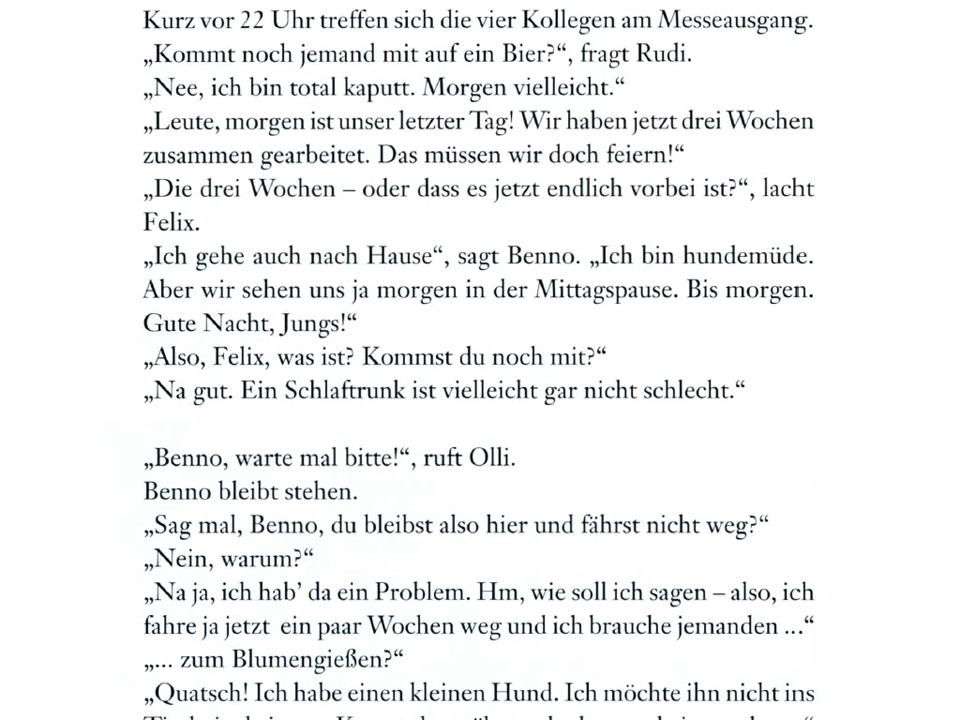 Kurz vor 22 Uhr treffen sich die vier Kollegen am Messeausgang.
„Kommt noch jemand mit auf ein Bier?“, fragt Rudi.
„Nee, ich bin total kaputt. Morgen vielleicht.“
„Leute, morgen ist unser letzter Tag! Wir haben jetzt drei Wochen
zusammen gearbeitet. Das müssen wir doch feiern!“
„Die drei Wochen – oder dass es jetzt endlich vorbei ist?“, lacht
Felix.
„Ich gehe auch nach Hause“, sagt Benno. „Ich bin hundemüde.
Aber wir sehen uns ja morgen in der Mittagspause. Bis morgen.
Gute Nacht, Jungs!“
„Also, Felix, was ist? Kommst du noch mit?“
„Na gut. Ein Schlaftrunk ist vielleicht gar nicht schlecht.“
„Benno, warte mal bitte!“, ruft Olli.
Benno bleibt stehen.
„Sag mal, Benno, du bleibst also hier und fährst nicht weg?“
„Nein, warum?“
„Na ja, ich hab’ da ein Problem. Hm, wie soll ich sagen – also, ich
fahre ja jetzt ein paar Wochen weg und ich brauche jemanden ...“
„... zum Blumengießen?“
„Quatsch! Ich habe einen kleinen Hund. Ich möchte ihn nicht ins